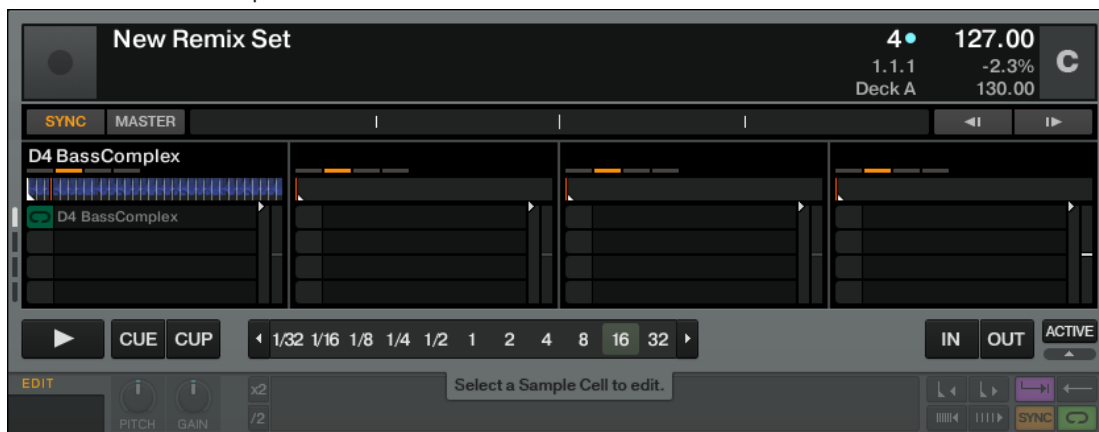 New Remix Set
4
127.00
1.1.1
-2.3%
C
Deck A
130.00
SYNC MASTER
D4 BassComplex
D4 BassComplex
CUE CUP 1/32 1/16 1/8 1/4 1/2 1 2 4 8 16 32 IN OUT ACTIVE
EDIT
Select a Sample Cell to edit.
x2
PITCH GAIN /2 SYNC